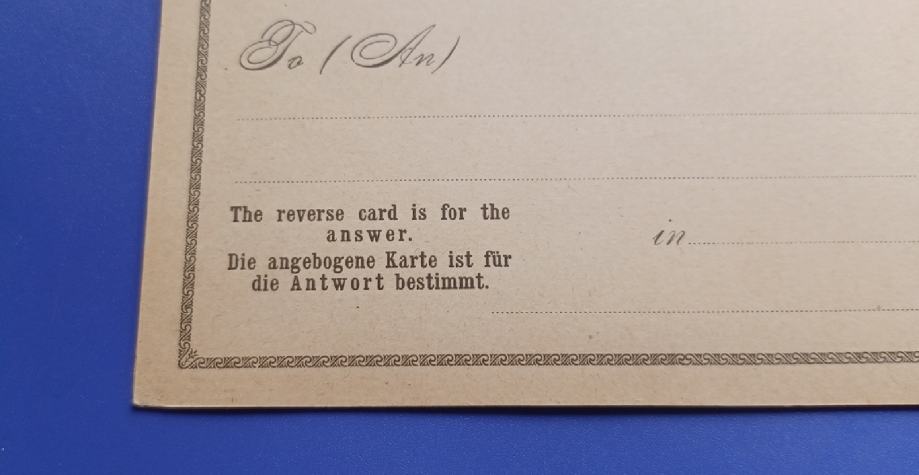 To (An)
The reverse card is for the
answer.
Die angebogene Karte ist für
die Antwort bestimmt.
in